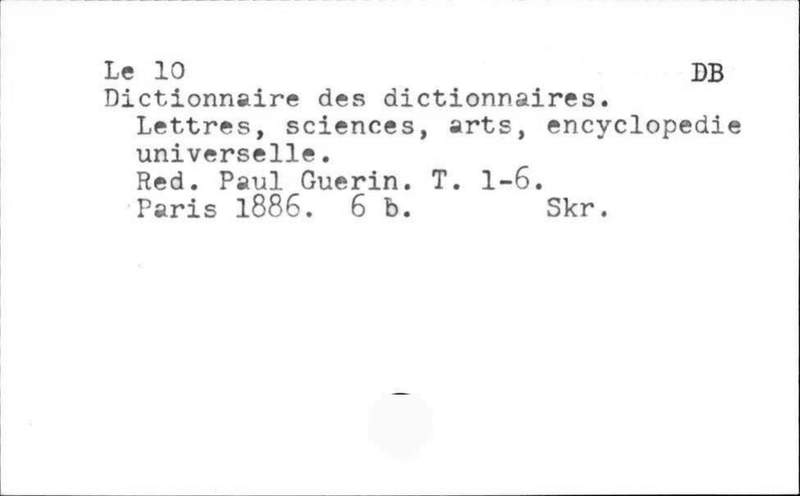 Le 10 DB
Dictionnaire des dictionnaires.
Lettres, sciences, arts, encyclopedie
universelle.
Red. Paul Guerin. T. 1-6.
Paris 1886. 6 b. Skr.